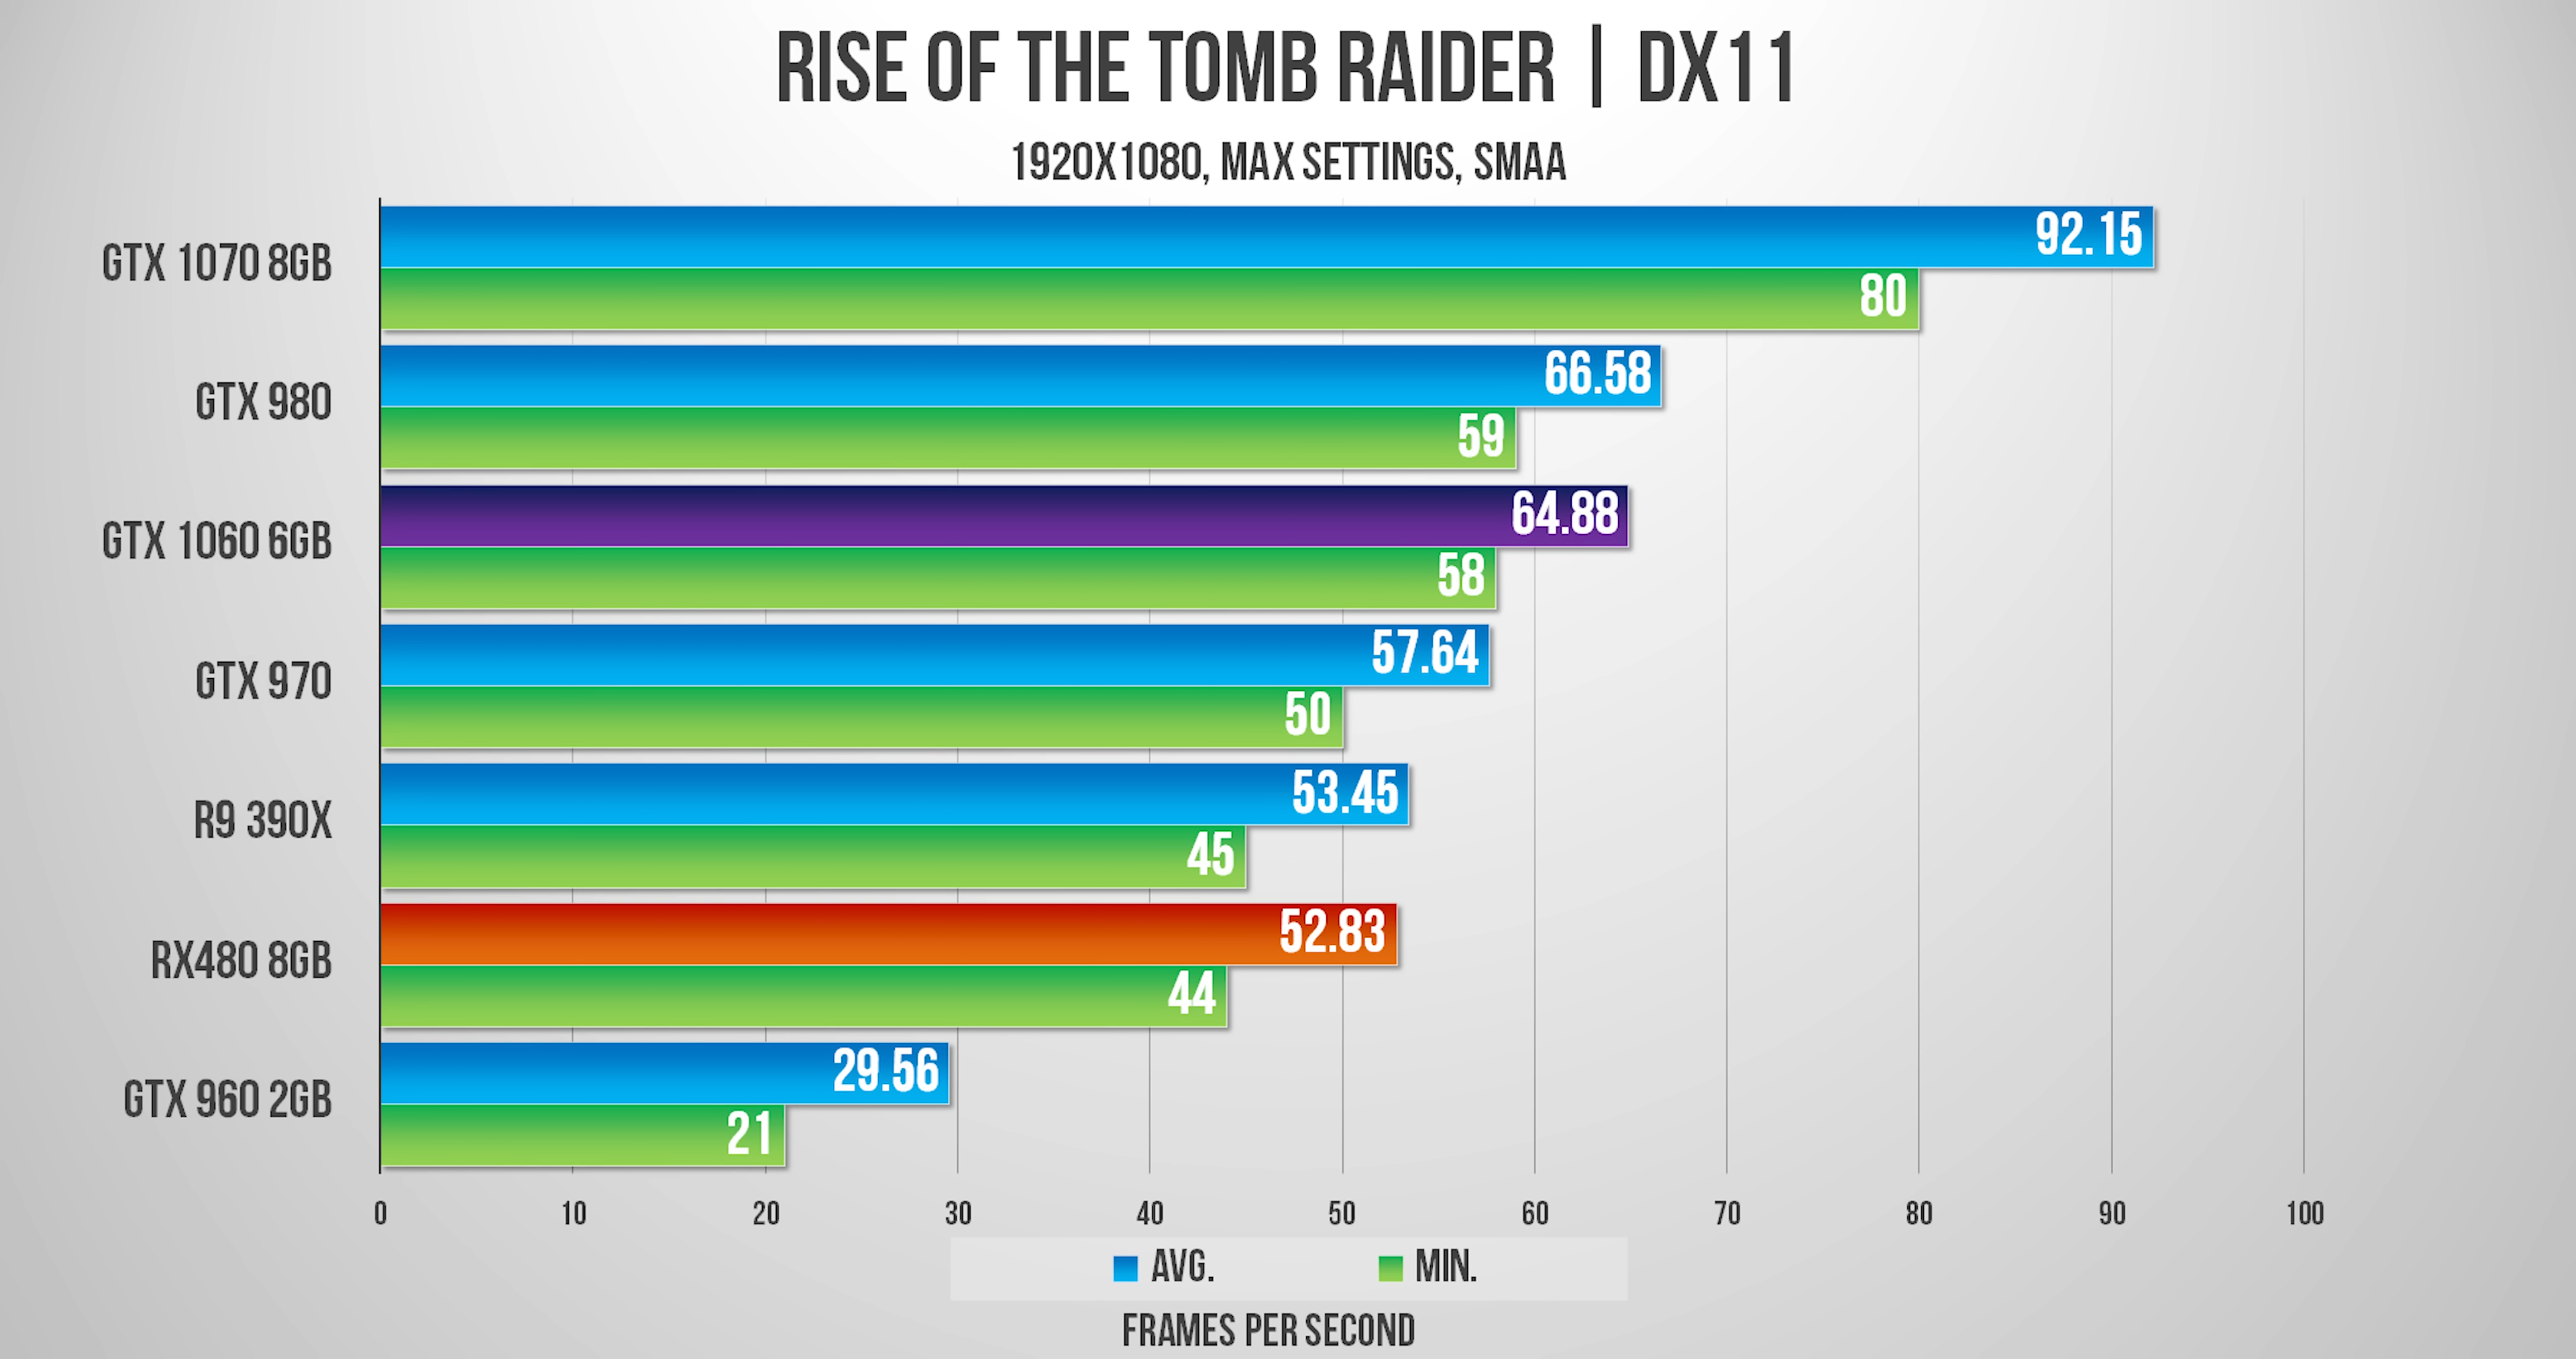 RISE OF THE TOMB RAIDER | DX11
1920X1080, MAX SETTINGS, SMAA
GTX 1070 8GB
92.15
80
GTX 980
66.58
59
GTX 1060 6GB
64.88
58
GTX 970
57.64
50
R9 390X
53.45
45
RX480 8GB
52.83
44
GTX 960 2GB
29.56
21
0 10 20 30 40 50 60 70 80 90 100
AVG. MIN.
FRAMES PER SECOND